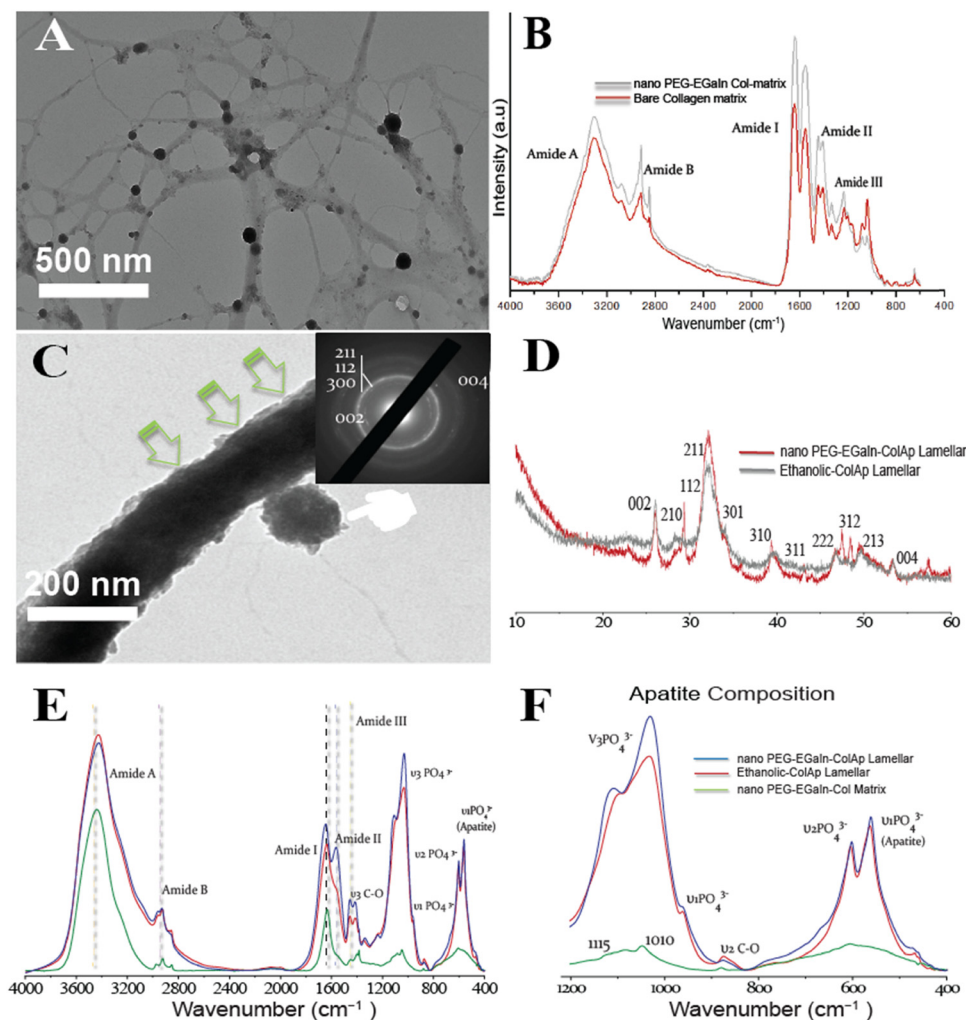 A
500 nm
B
nano PEG-EGaIn Col-matrix
Bare Collagen matrix
Intensity (a.u)
Amide A
Amide B
Amide I
Amide II
Amide III
4000 3600 3200 2800 2400 2000 1600 1200 800 400
Wavenumber (cm⁻¹)
C
211
112
300
002
004
200 nm
D
nano PEG-EGaIn-ColAp Lamellar
Ethanolic-ColAp Lamellar
002
210
112
211
301
310
311
222
312
213
004
10 20 30 40 50 60
E
Amide A
Amide B
Amide I
Amide II
Amide III
υ3 C-O
υ3 PO4 3-
υ2 PO4 3-
υ1 PO4 3-
υ1PO4 3-
(Apatite)
4000 3600 3200 2800 2400 2000 1600 1200 800 400
Wavenumber (cm⁻¹)
F
Apatite Composition
V3PO4 3-
nano PEG-EGaIn-ColAp Lamellar
Ethanolic-ColAp Lamellar
nano PEG-EGaIn-Col Matrix
υ1PO4 3-
υ2 C-O
υ2PO4 3-
υ1PO4 3-
(Apatite)
1115
1010
1200 1000 800 600 400
Wavenumber (cm⁻¹)